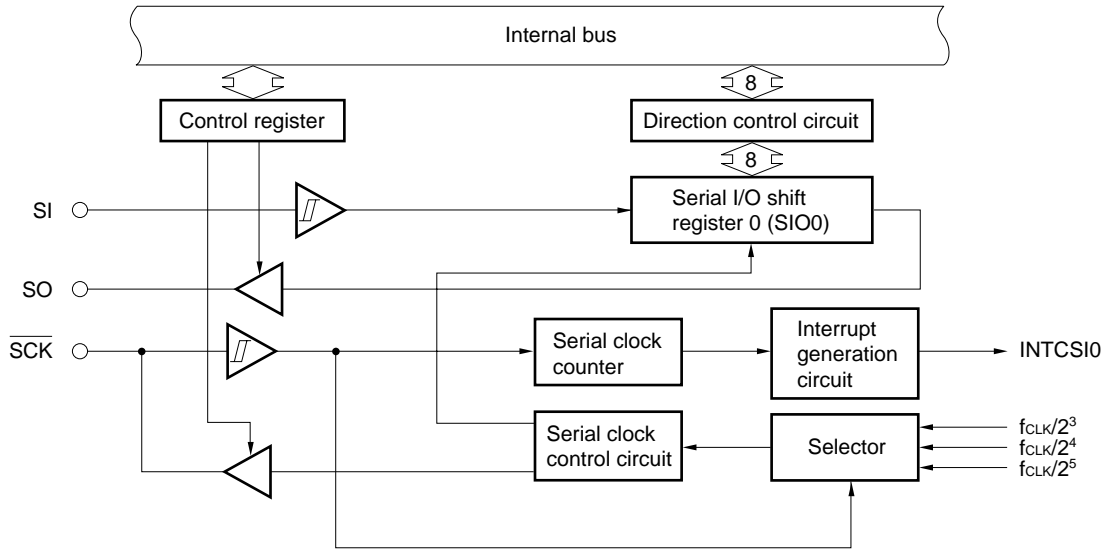 Internal bus
8
Control register
Direction control circuit
8
SI
Serial I/O shift
register 0 (SIO0)
SO
SCK
Serial clock
counter
Interrupt
generation
circuit
INTCSI0
Serial clock
control circuit
Selector
fCLK/2³
fCLK/2⁴
fCLK/2⁵